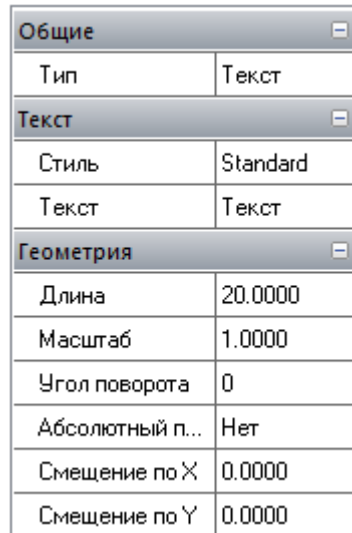 Общие
Тип Текст
Текст
Стиль Standard
Текст Текст
Геометрия
Длина 20.0000
Масштаб 1.0000
Угол поворота 0
Абсолютный п... Нет
Смещение по X 0.0000
Смещение по Y 0.0000